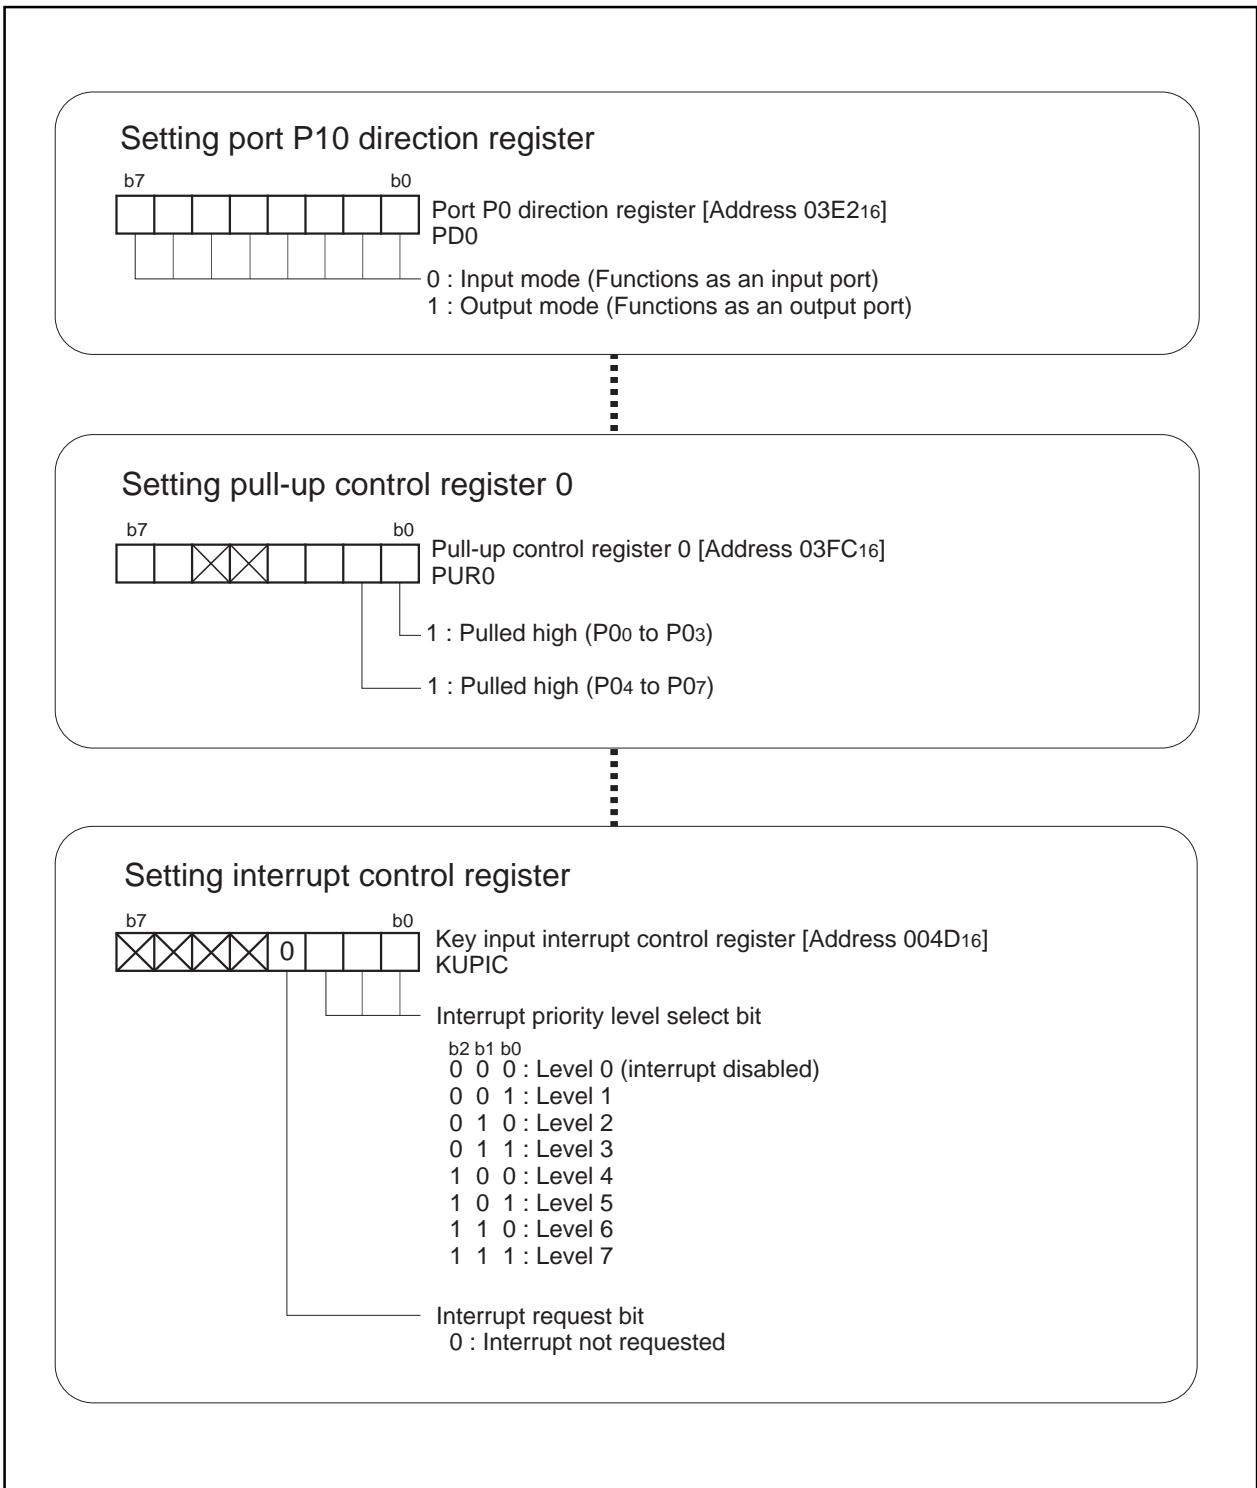 Setting port P10 direction register
b7 b0
Port P0 direction register [Address 03E216]
PD0
0 : Input mode (Functions as an input port)
1 : Output mode (Functions as an output port)
Setting pull-up control register 0
b7 b0
Pull-up control register 0 [Address 03FC16]
PUR0
1 : Pulled high (P00 to P03)
1 : Pulled high (P04 to P07)
Setting interrupt control register
b7 b0
0
Key input interrupt control register [Address 004D16]
KUPIC
Interrupt priority level select bit
b2 b1 b0
0 0 0 : Level 0 (interrupt disabled)
0 0 1 : Level 1
0 1 0 : Level 2
0 1 1 : Level 3
1 0 0 : Level 4
1 0 1 : Level 5
1 1 0 : Level 6
1 1 1 : Level 7
Interrupt request bit
0 : Interrupt not requested